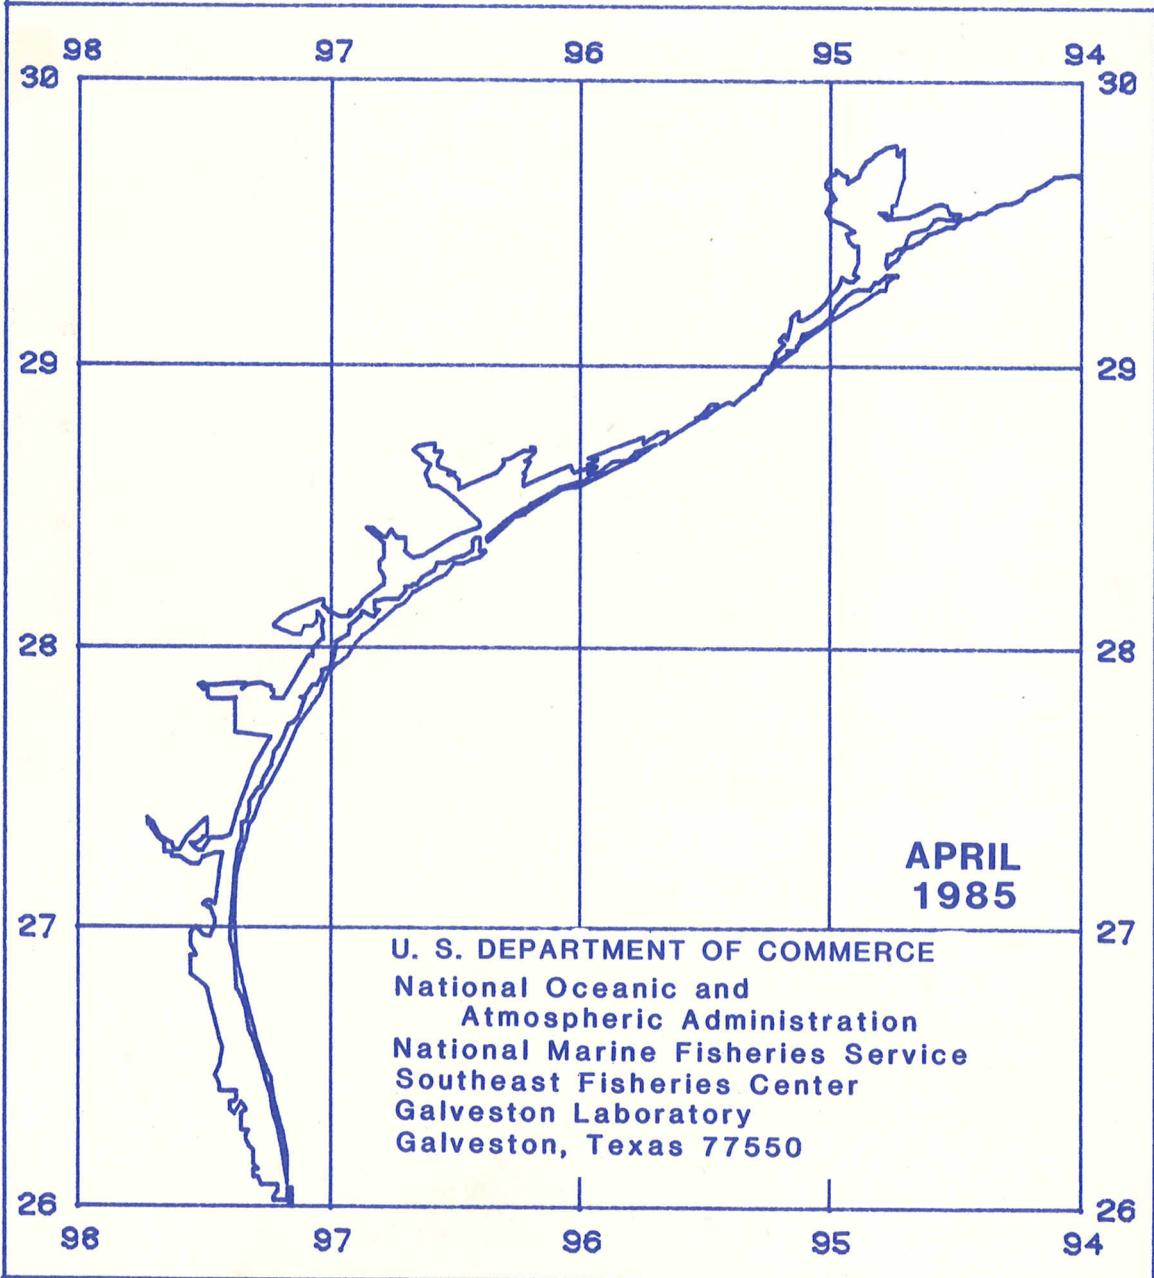 98 97 96 95 94
30 30
29 29
28 28
APRIL
1985
27 27
U. S. DEPARTMENT OF COMMERCE
National Oceanic and
Atmospheric Administration
National Marine Fisheries Service
Southeast Fisheries Center
Galveston Laboratory
Galveston, Texas 77550
26 26
98 97 96 95 94